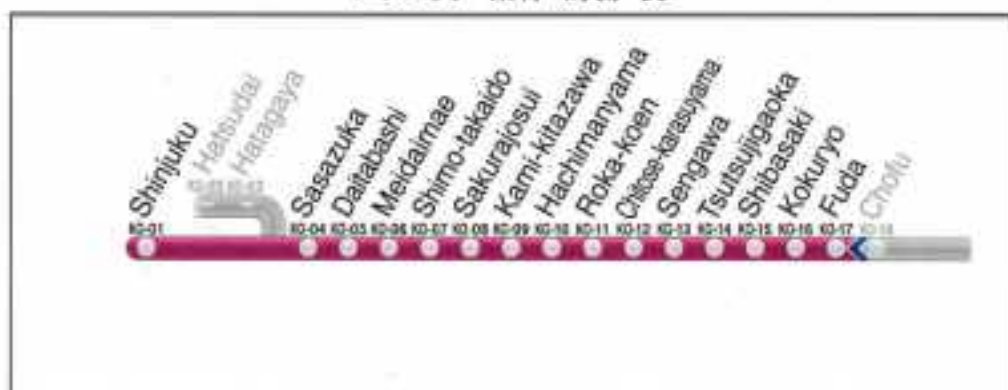 Shinjuku
Hatsudai
Hatagaya
Sasazuka
Daitabashi
Meidaimae
Shimo-takaido
Sakurajosui
Kami-kitazawa
Hachimanyama
Roka-koen
Chitose-karasuyama
Sengawa
Tsutsujigaoka
Shibasaki
Kokuryo
Fuda
Chofu
KO-01
KO-04
KO-05
KO-06
KO-07
KO-08
KO-09
KO-10
KO-11
KO-12
KO-13
KO-14
KO-15
KO-16
KO-17
KO-18